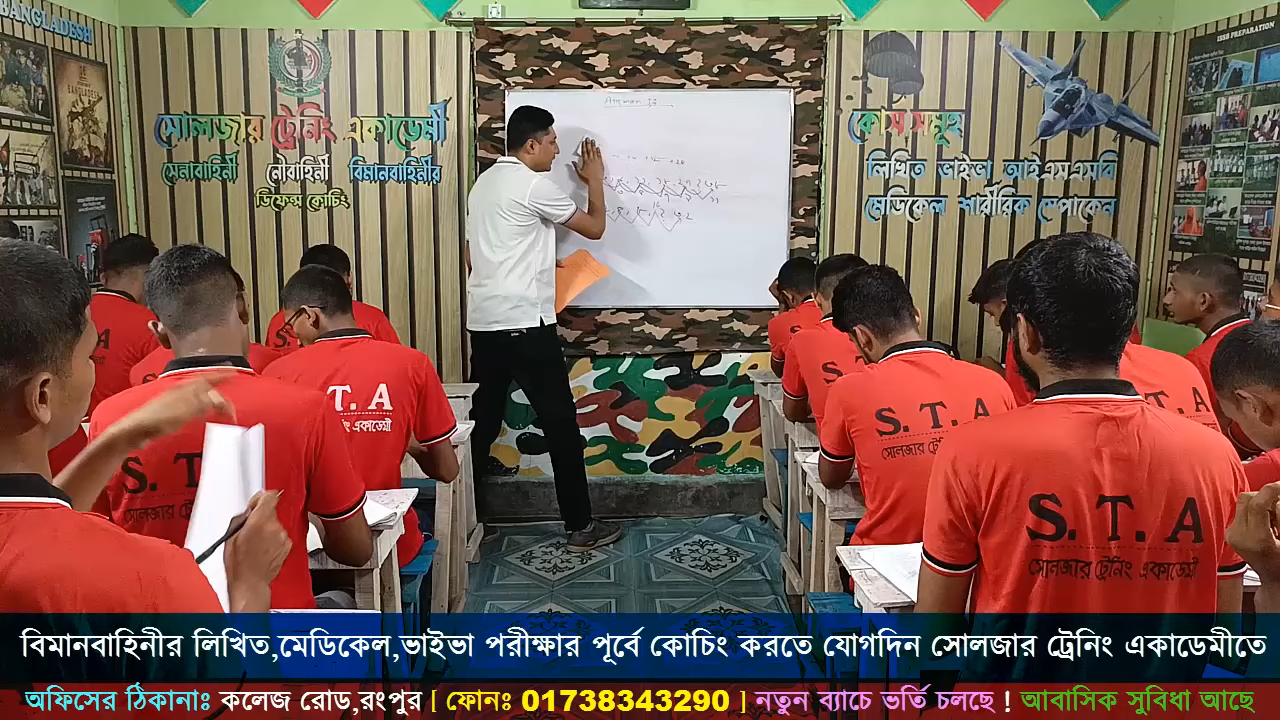 BANGLADESH
ISSB PREPARATION
সোলজার ট্রেনিং একাডেমী
সেনাবাহিনী নৌবাহিনী বিমানবাহিনীর
ডিফেন্স কোচিং
কোর্স সমূহ
লিখিত ভাইভা আইএসএসবি
মেডিকেল শারীরিক স্পোকেন
T. A
একাডেমী
S. T. A
সোলজার
S. T. A
সোলজার ট্রেনিং একাডেমী
বিমানবাহিনীর লিখিত,মেডিকেল,ভাইভা পরীক্ষার পূর্বে কোচিং করতে যোগদিন সোলজার ট্রেনিং একাডেমীতে
অফিসের ঠিকানাঃ কলেজ রোড,রংপুর [ ফোনঃ 01738343290 ] নতুন ব্যাচে ভর্তি চলছে ! আবাসিক সুবিধা আছে